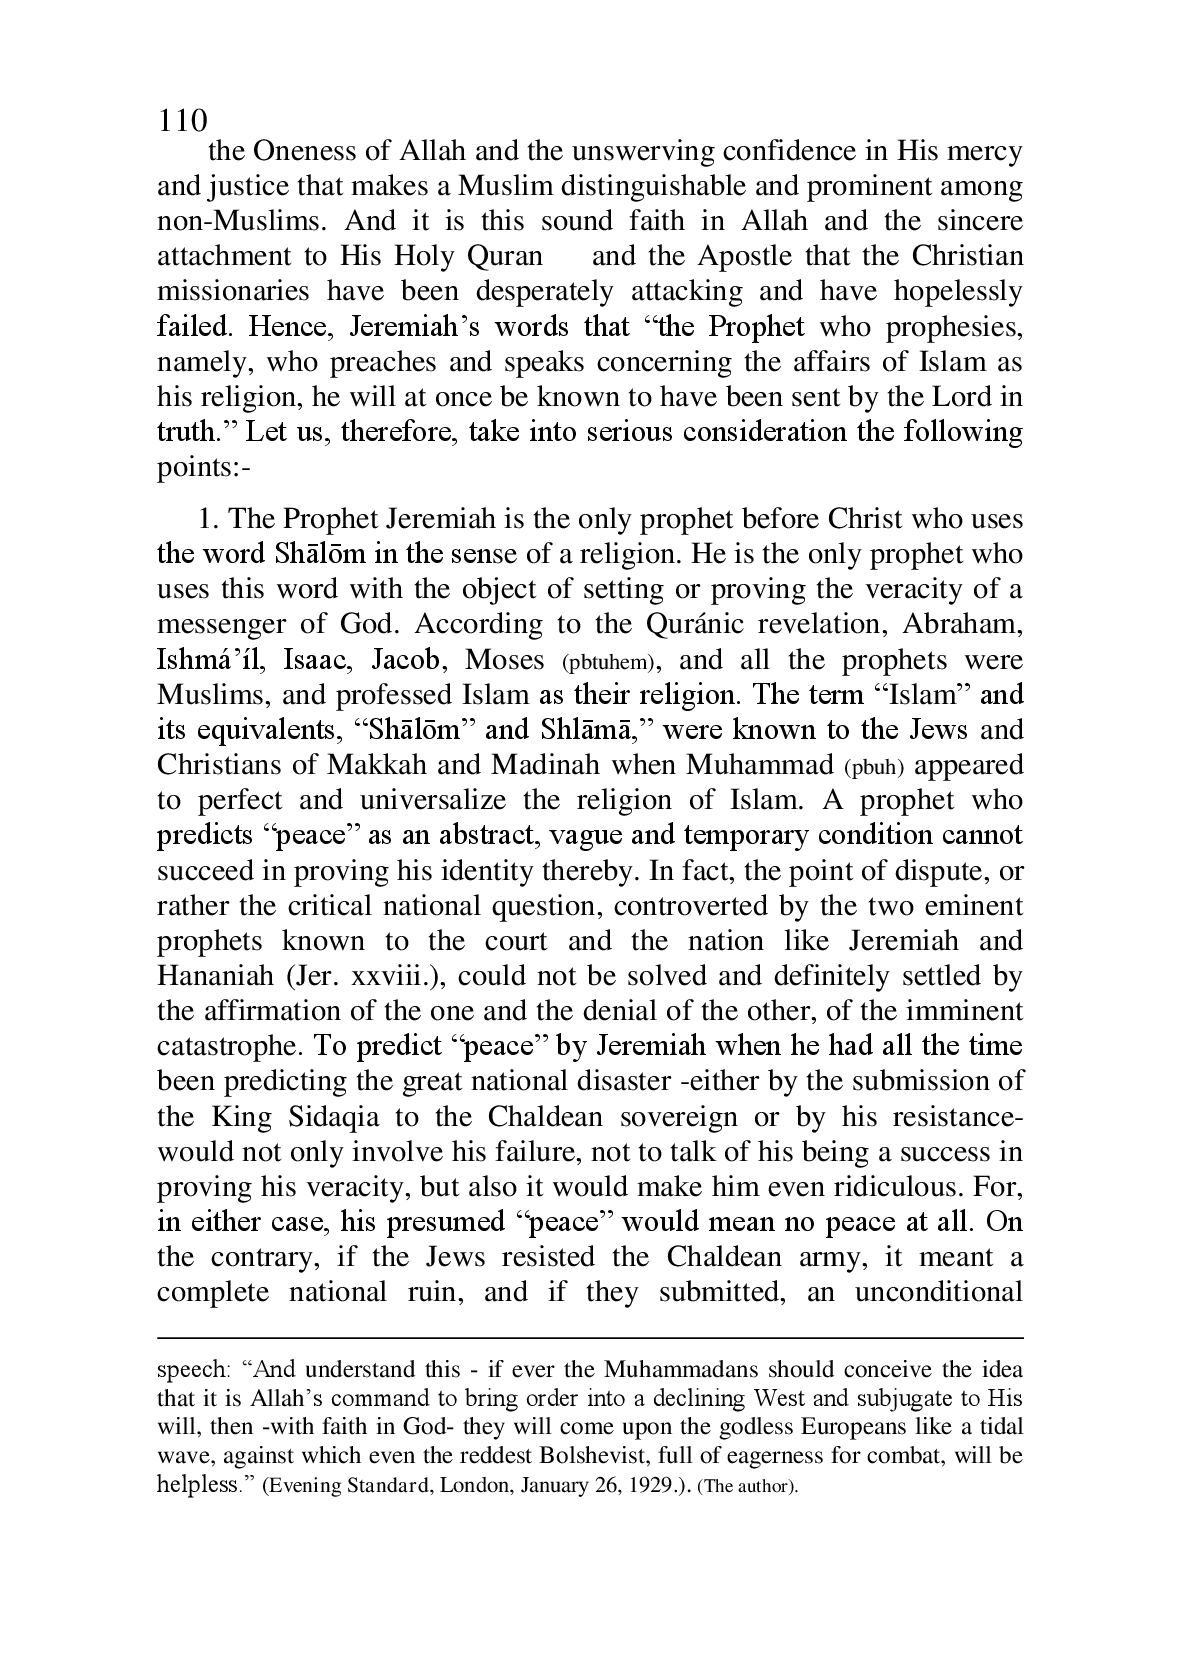 110
the Oneness of Allah and the unswerving confidence in His mercy
and justice that makes a Muslim distinguishable and prominent among
non-Muslims. And it is this sound faith in Allah and the sincere
attachment to His Holy Quran and the Apostle that the Christian
missionaries have been desperately attacking and have hopelessly
failed. Hence, Jeremiah’s words that “the Prophet who prophesies,
namely, who preaches and speaks concerning the affairs of Islam as
his religion, he will at once be known to have been sent by the Lord in
truth.” Let us, therefore, take into serious consideration the following
points:-
1. The Prophet Jeremiah is the only prophet before Christ who uses
the word Shālōm in the sense of a religion. He is the only prophet who
uses this word with the object of setting or proving the veracity of a
messenger of God. According to the Quránic revelation, Abraham,
Ishmá’íl, Isaac, Jacob, Moses (pbtuhem), and all the prophets were
Muslims, and professed Islam as their religion. The term “Islam” and
its equivalents, “Shālōm” and Shlāmā,” were known to the Jews and
Christians of Makkah and Madinah when Muhammad (pbuh) appeared
to perfect and universalize the religion of Islam. A prophet who
predicts “peace” as an abstract, vague and temporary condition cannot
succeed in proving his identity thereby. In fact, the point of dispute, or
rather the critical national question, controverted by the two eminent
prophets known to the court and the nation like Jeremiah and
Hananiah (Jer. xxviii.), could not be solved and definitely settled by
the affirmation of the one and the denial of the other, of the imminent
catastrophe. To predict “peace” by Jeremiah when he had all the time
been predicting the great national disaster -either by the submission of
the King Sidaqia to the Chaldean sovereign or by his resistance-
would not only involve his failure, not to talk of his being a success in
proving his veracity, but also it would make him even ridiculous. For,
in either case, his presumed “peace” would mean no peace at all. On
the contrary, if the Jews resisted the Chaldean army, it meant a
complete national ruin, and if they submitted, an unconditional
speech: “And understand this - if ever the Muhammadans should conceive the idea
that it is Allah’s command to bring order into a declining West and subjugate to His
will, then -with faith in God- they will come upon the godless Europeans like a tidal
wave, against which even the reddest Bolshevist, full of eagerness for combat, will be
helpless.” (Evening Standard, London, January 26, 1929.). (The author).